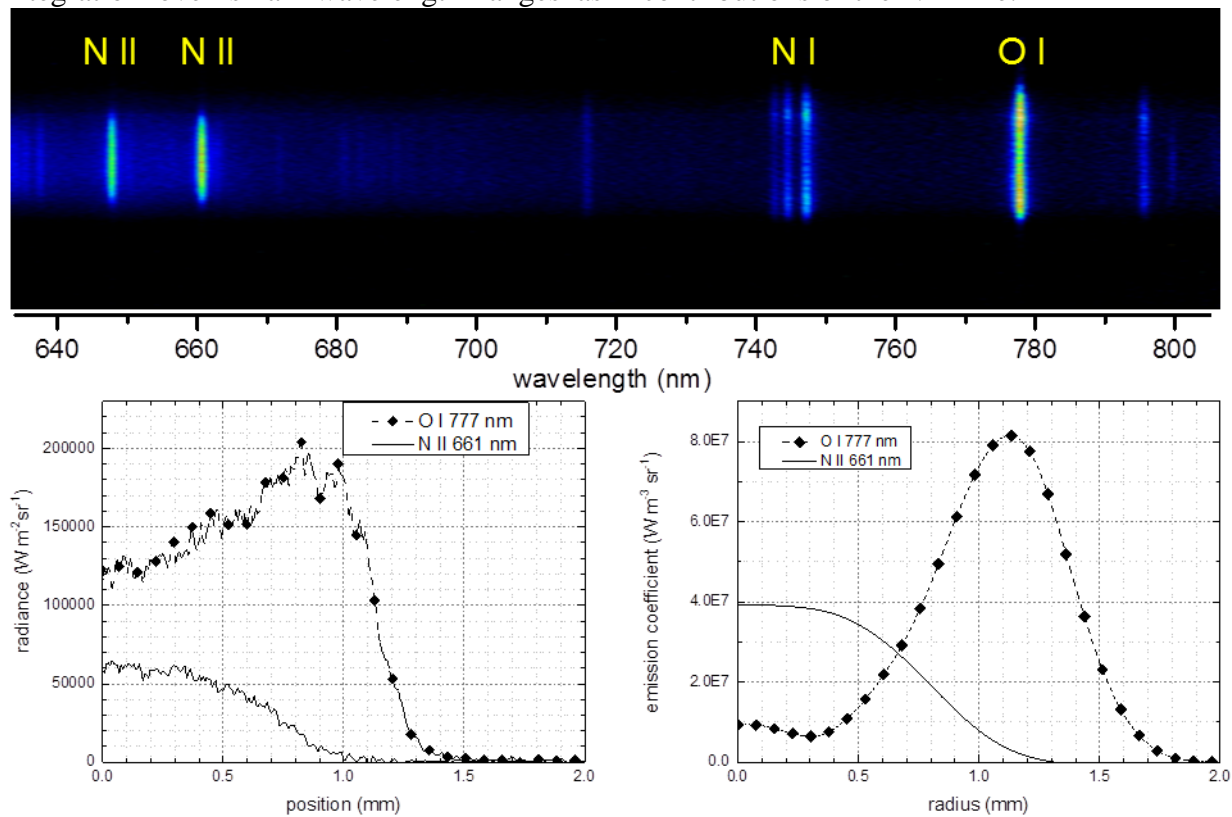 N II N II N I O I
640 660 680 700 720 740 760 780 800
wavelength (nm)
O I 777 nm
N II 661 nm
200000
150000
100000
50000
0
radiance (W m⁻² sr⁻¹)
0.0 0.5 1.0 1.5 2.0
position (mm)
O I 777 nm
N II 661 nm
8.0E7
6.0E7
4.0E7
2.0E7
0.0
emission coefficient (W m⁻³ sr⁻¹)
0.0 0.5 1.0 1.5 2.0
radius (mm)